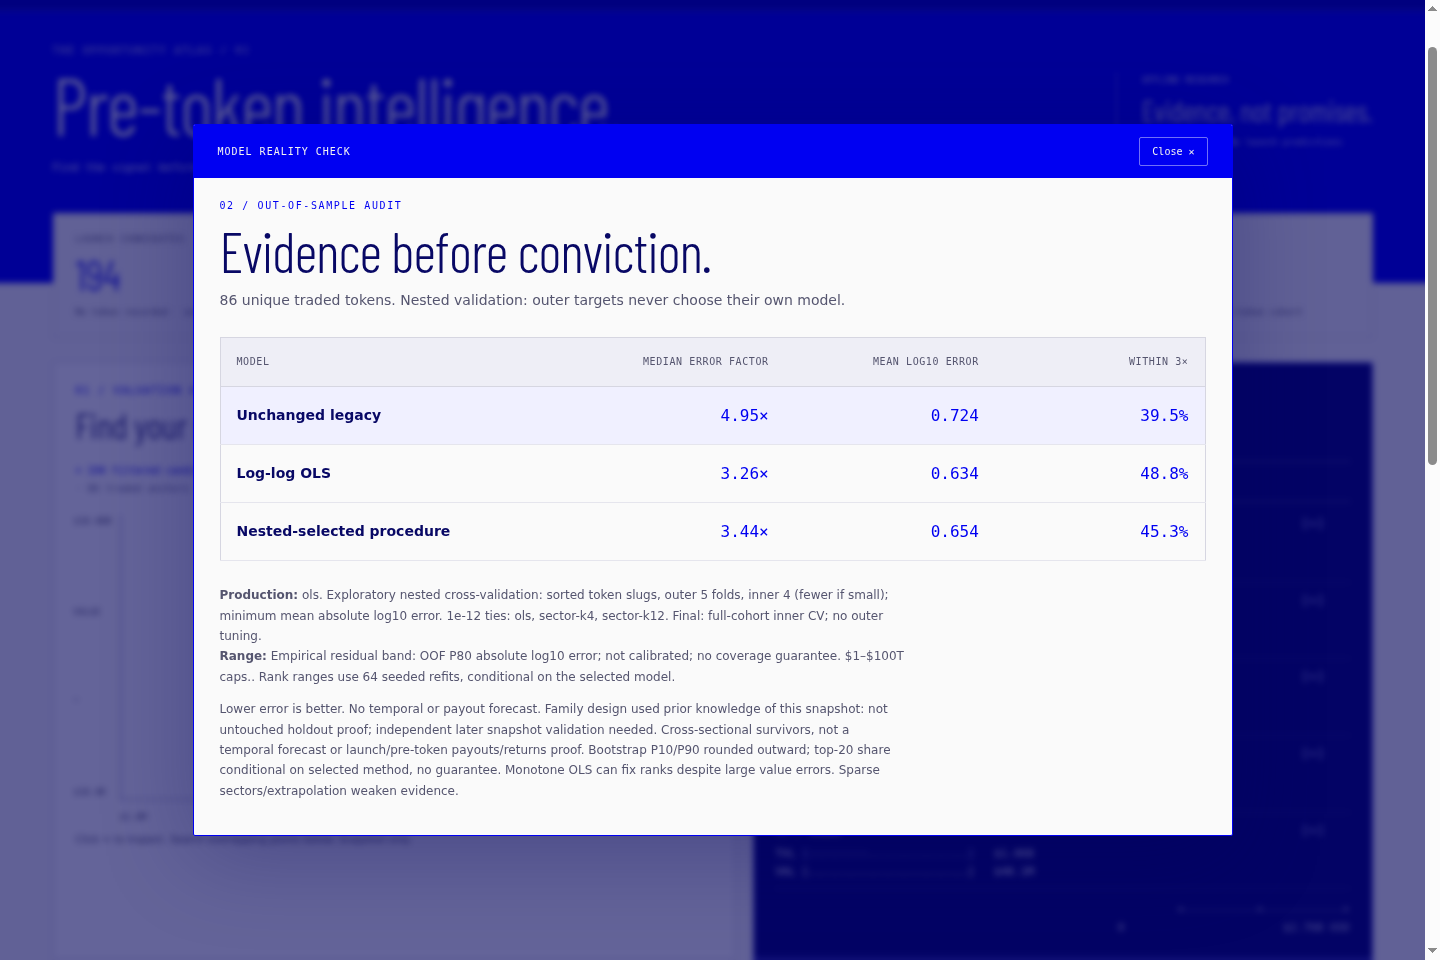 THE OPPORTUNITY ATLAS / 01
Pre-token intelligence
Evidence, not promises.
MODEL REALITY CHECK
Close ×
02 / OUT-OF-SAMPLE AUDIT
Evidence before conviction.
86 unique traded tokens. Nested validation: outer targets never choose their own model.
MODEL MEDIAN ERROR FACTOR MEAN LOG10 ERROR WITHIN 3×
Unchanged legacy 4.95× 0.724 39.5%
Log-log OLS 3.26× 0.634 48.8%
Nested-selected procedure 3.44× 0.654 45.3%
Production: ols. Exploratory nested cross-validation: sorted token slugs, outer 5 folds, inner 4 (fewer if small);
minimum mean absolute log10 error. 1e-12 ties: ols, sector-k4, sector-k12. Final: full-cohort inner CV; no outer
tuning.
Range: Empirical residual band: OOF P80 absolute log10 error; not calibrated; no coverage guarantee. $1–$100T
caps.. Rank ranges use 64 seeded refits, conditional on the selected model.
Lower error is better. No temporal or payout forecast. Family design used prior knowledge of this snapshot: not
untouched holdout proof; independent later snapshot validation needed. Cross-sectional survivors, not a
temporal forecast or launch/pre-token payouts/returns proof. Bootstrap P10/P90 rounded outward; top-20 share
conditional on selected method, no guarantee. Monotone OLS can fix ranks despite large value errors. Sparse
sectors/extrapolation weaken evidence.
194
Find your